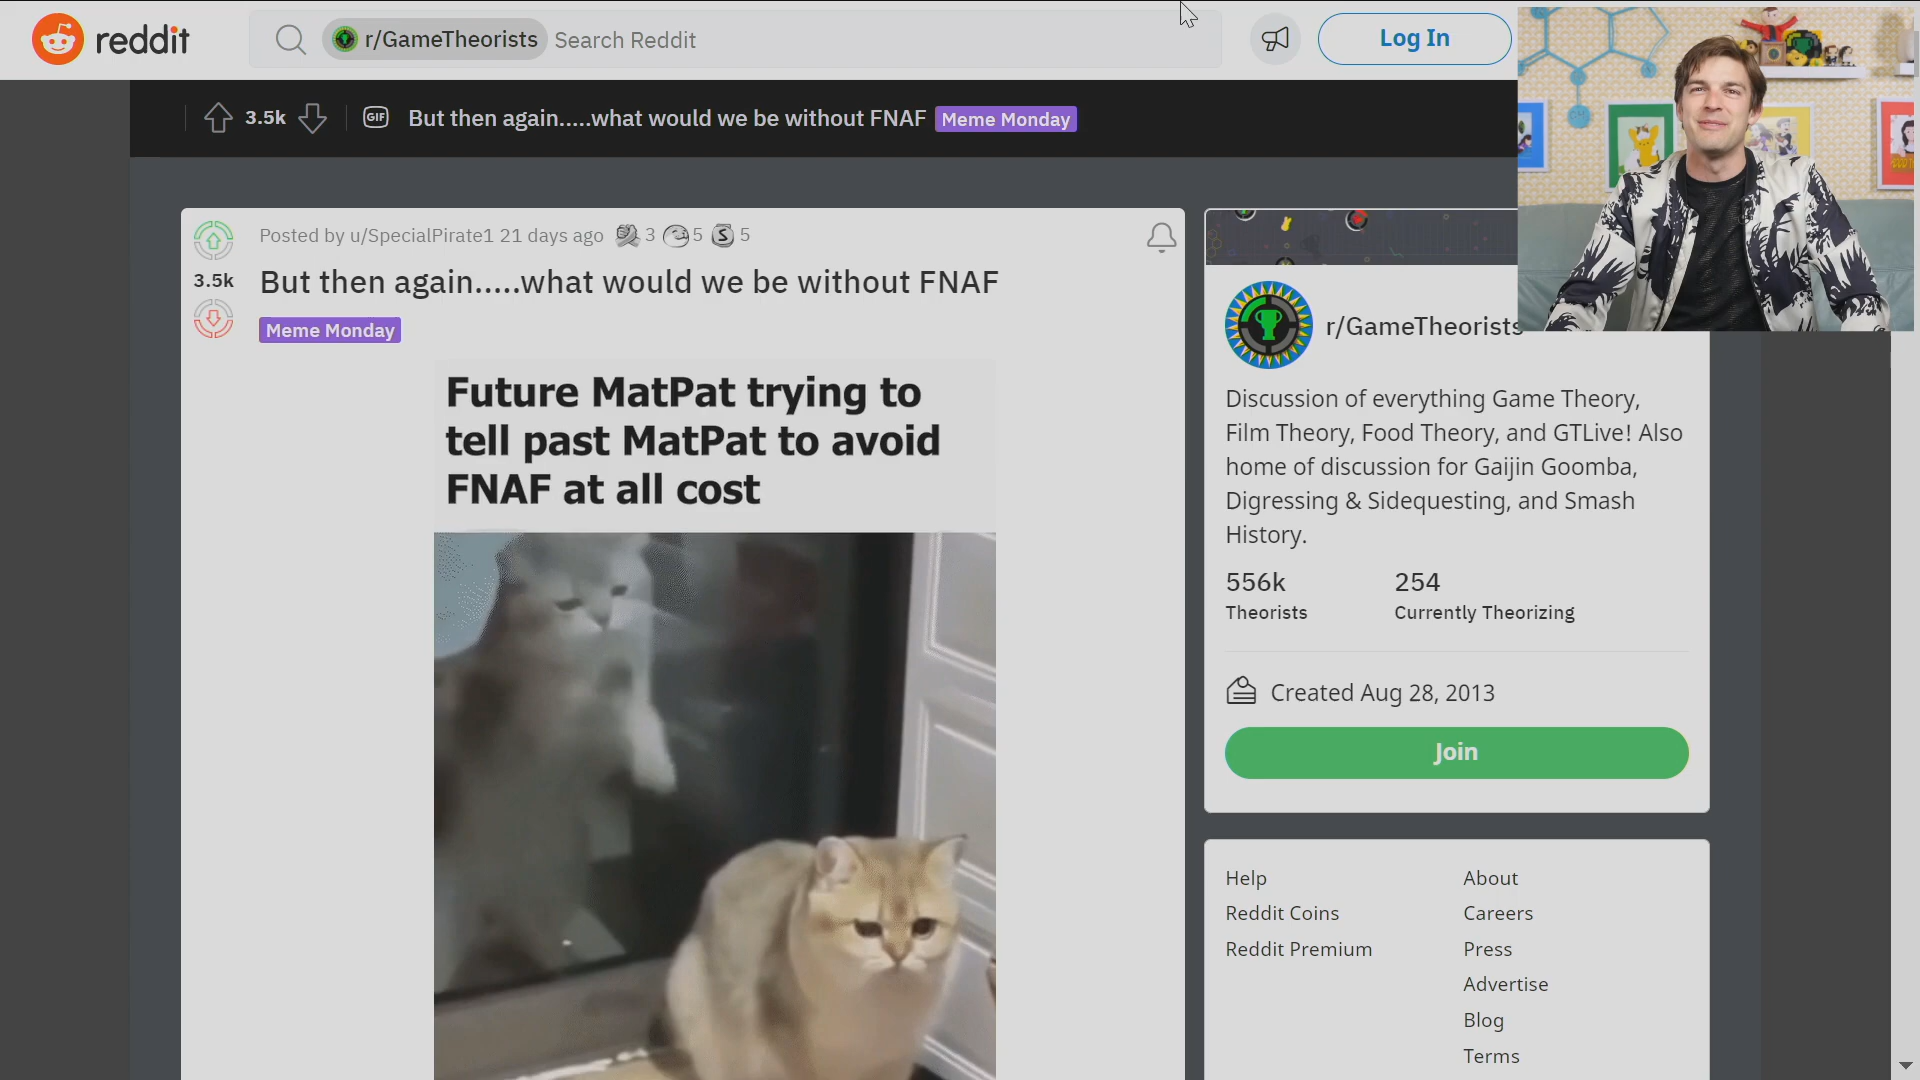 reddit
r/GameTheorists Search Reddit
Log In
3.5k
GIF
But then again.....what would we be without FNAF Meme Monday
Posted by u/SpecialPirate1 21 days ago 3 5 S 5
3.5k
But then again.....what would we be without FNAF
Meme Monday
Future MatPat trying to
tell past MatPat to avoid
FNAF at all cost
r/GameTheorists
Discussion of everything Game Theory,
Film Theory, Food Theory, and GTLive! Also
home of discussion for Gaijin Goomba,
Digressing & Sidequesting, and Smash
History.
556k 254
Theorists Currently Theorizing
Created Aug 28, 2013
Join
Help About
Reddit Coins Careers
Reddit Premium Press
Advertise
Blog
Terms